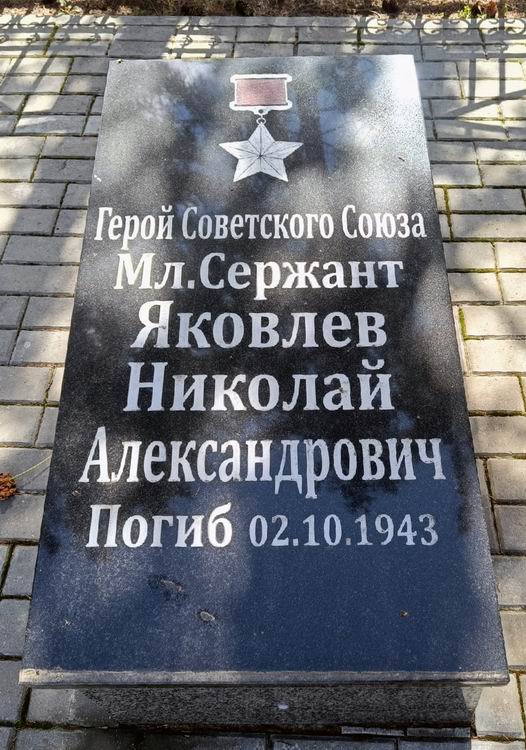 Герой Советского Союза
Мл.Сержант
Яковлев
Николай
Александрович
Погиб 02.10.1943